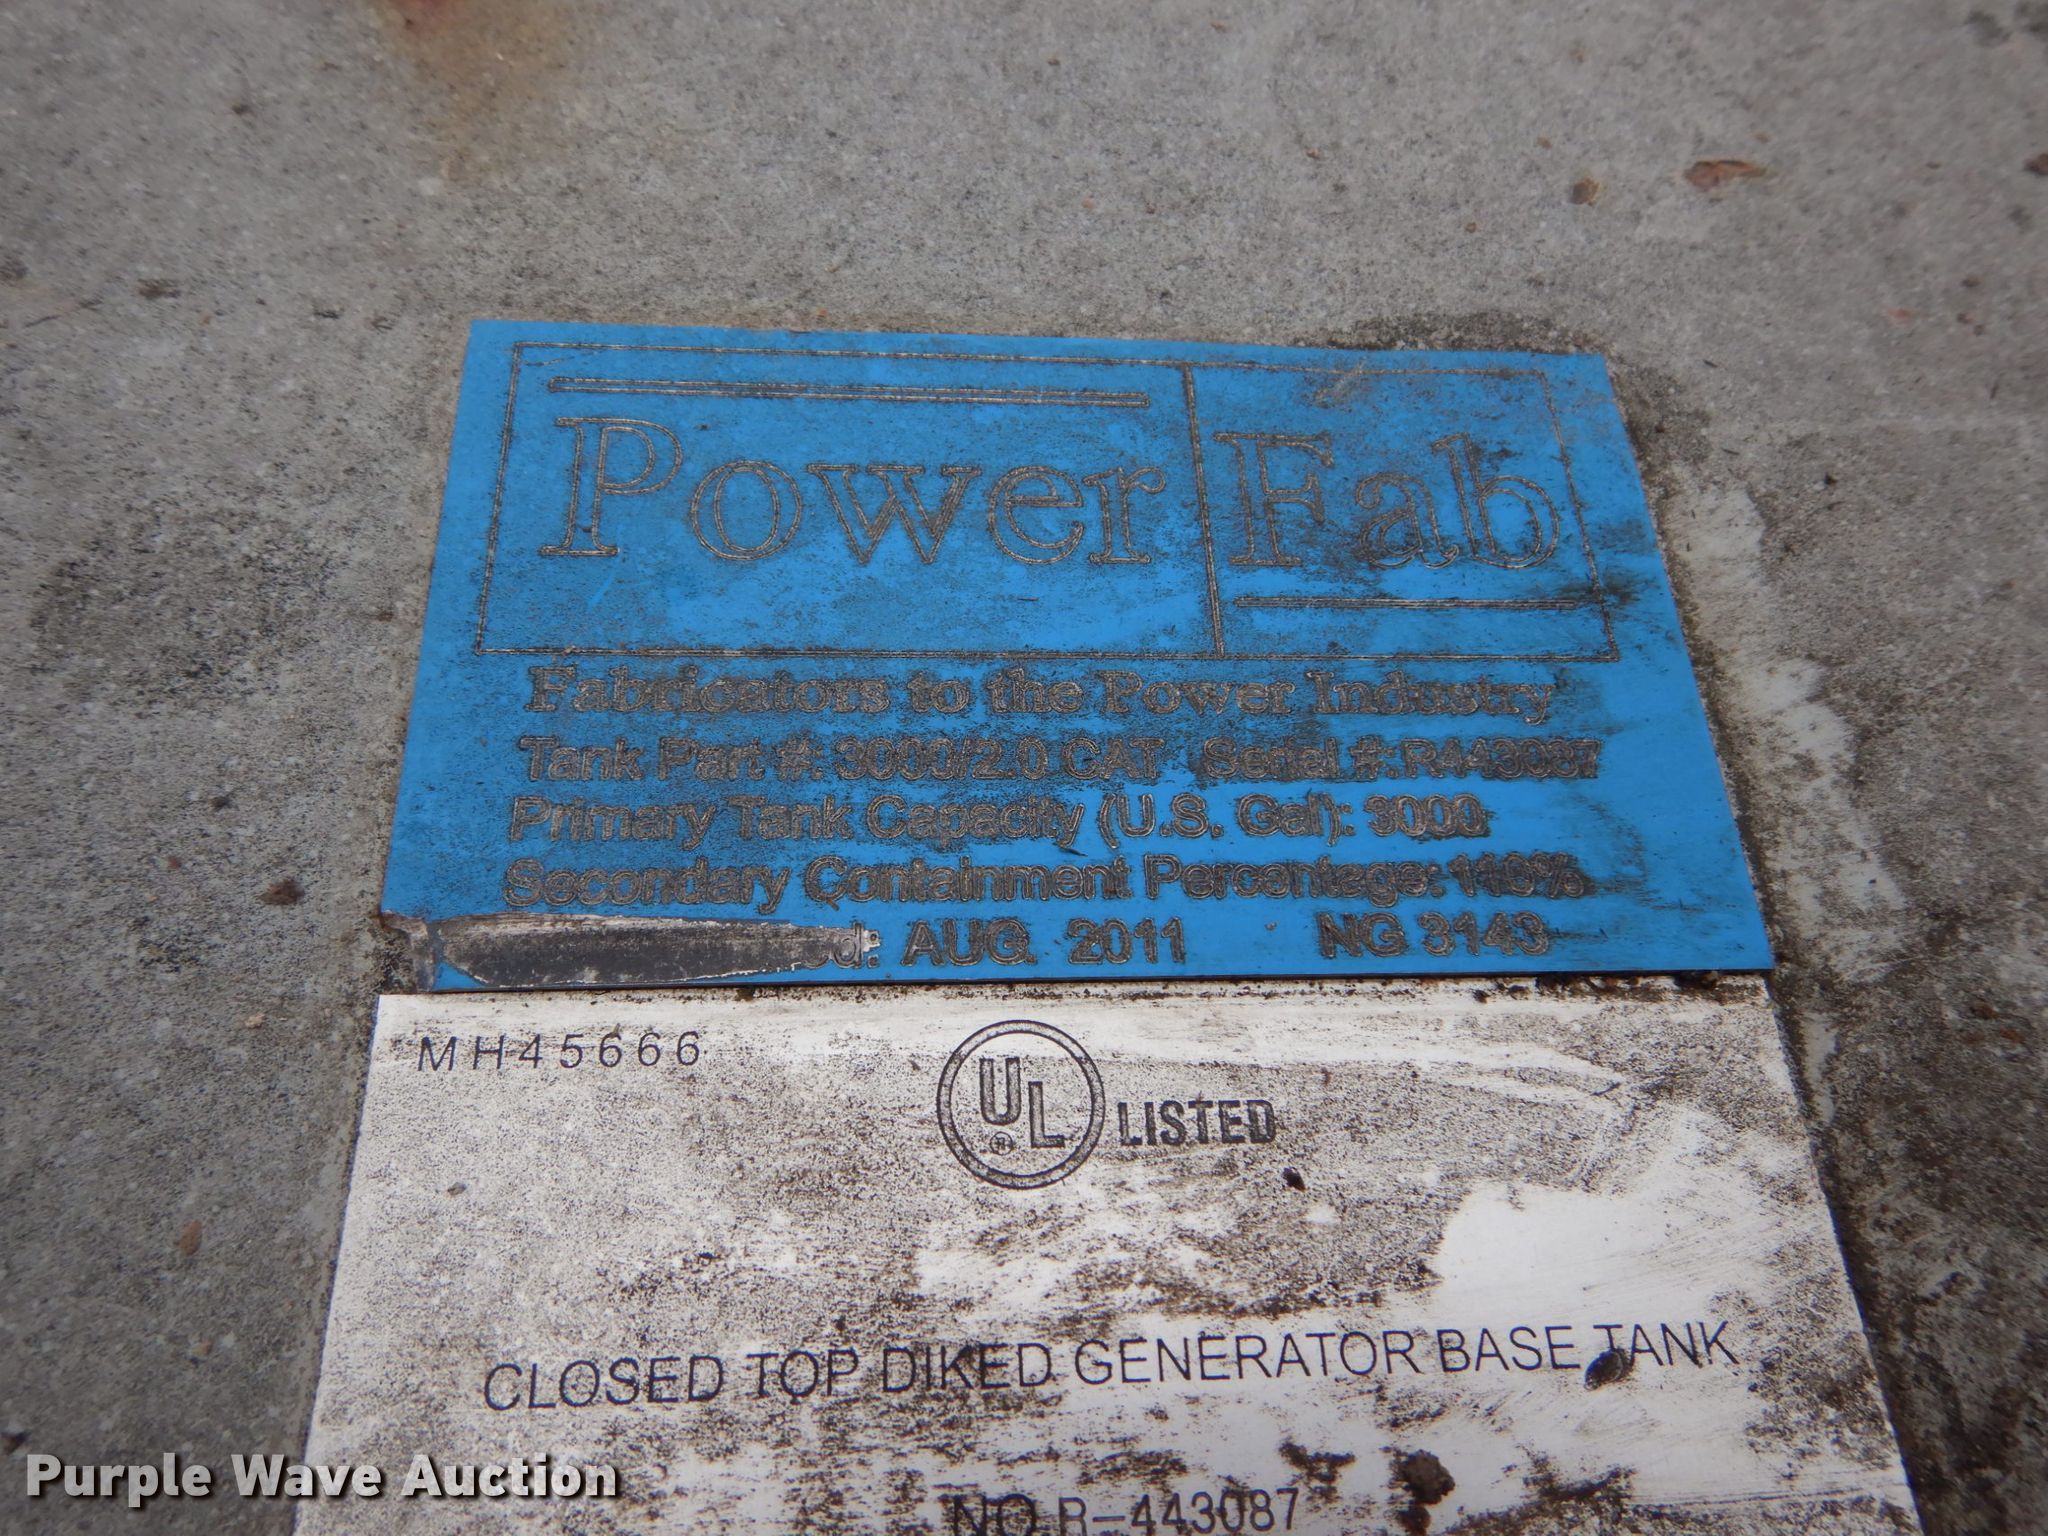 Power Fab
Fabricators to the Power Industry
Tank Part #: 3000/2.0 CAT Serial #: R443087
Primary Tank Capacity (U.S. Gal): 3000
Secondary Containment Percentage: 110%
AUG. 2011 NG 3143
MH45666
UL ® LISTED
CLOSED TOP DIKED GENERATOR BASE TANK
NO R-443087
Purple Wave Auction